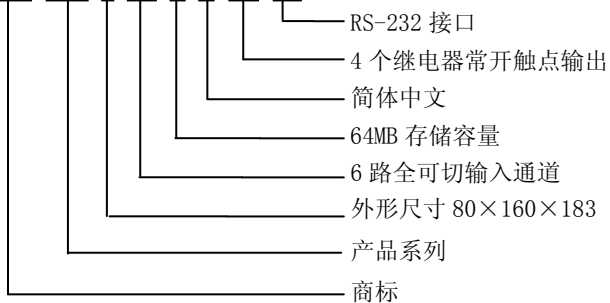 RS-232 接口
4 个继电器常开触点输出
简体中文
64MB 存储容量
6 路全可切输入通道
外形尺寸 80×160×183
产品系列
商标